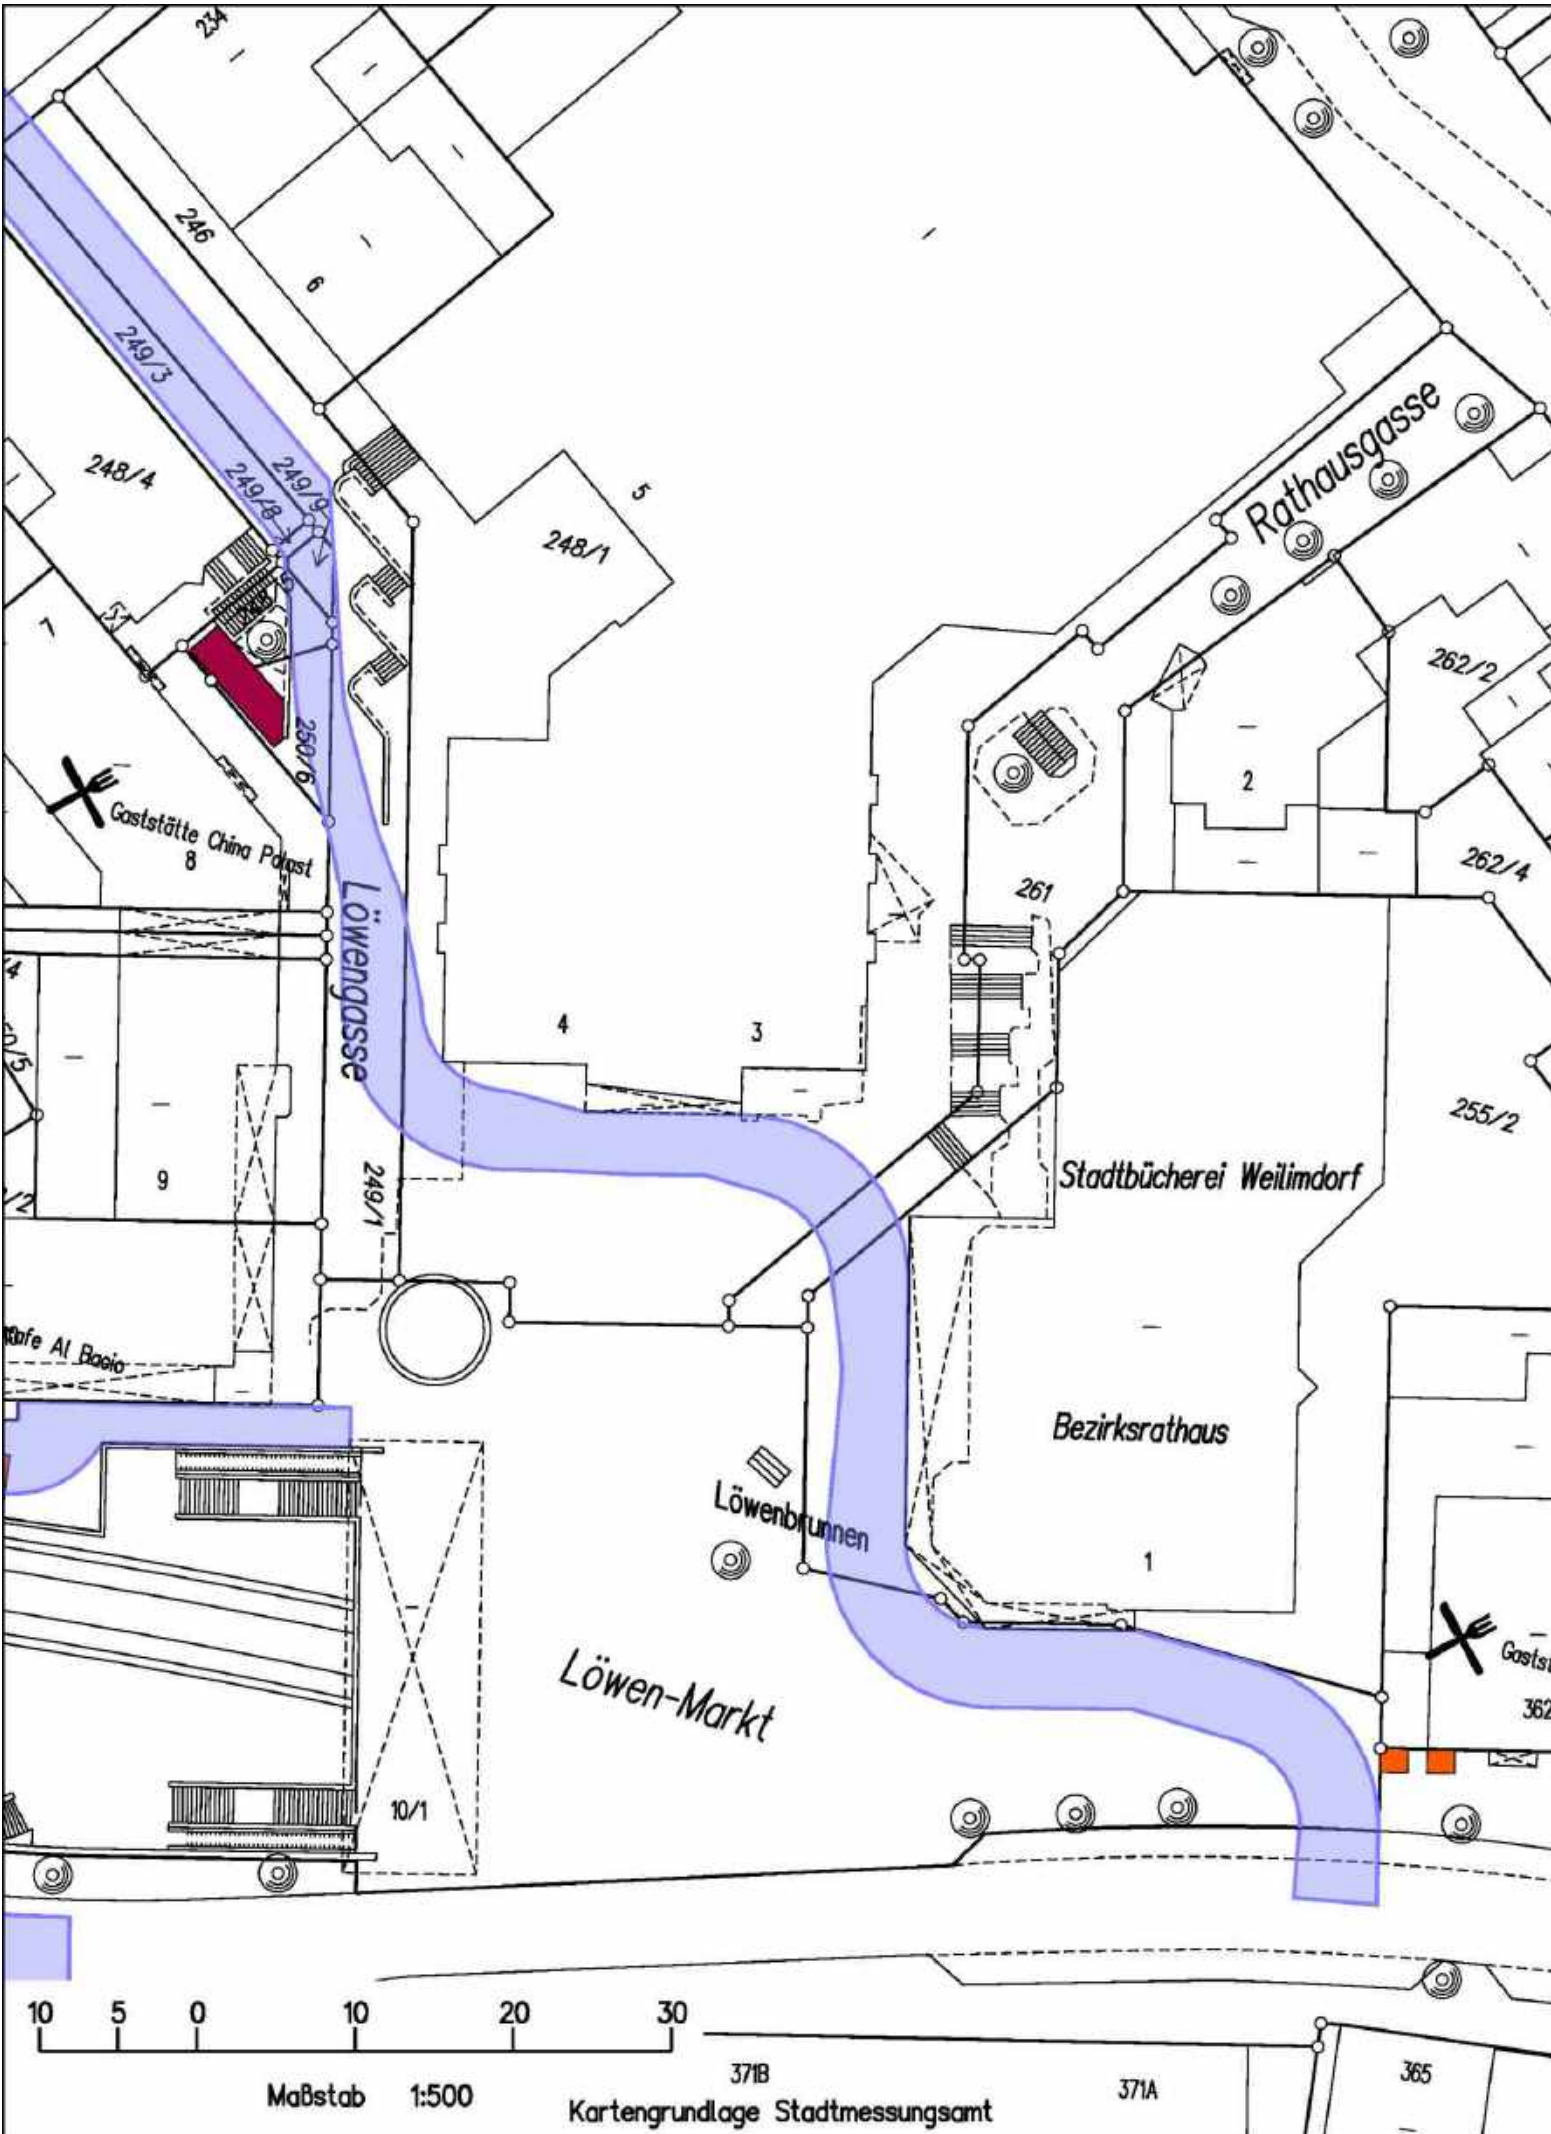 234
246
6
249/3
248/4
249/8
249/9
5
248/1
Rathausgasse
7
262/2
250/6
2
Gaststätte China Palast
8
262/4
261
Löwengasse
4
3
255/2
9
249/1
Stadtbücherei Weilimdorf
Bezirksrathaus
Löwenbrunnen
1
Löwen-Markt
362
10/1
10 5 0 10 20 30
Maßstab 1:500
371B
371A
365
Kartengrundlage Stadtmessungsamt